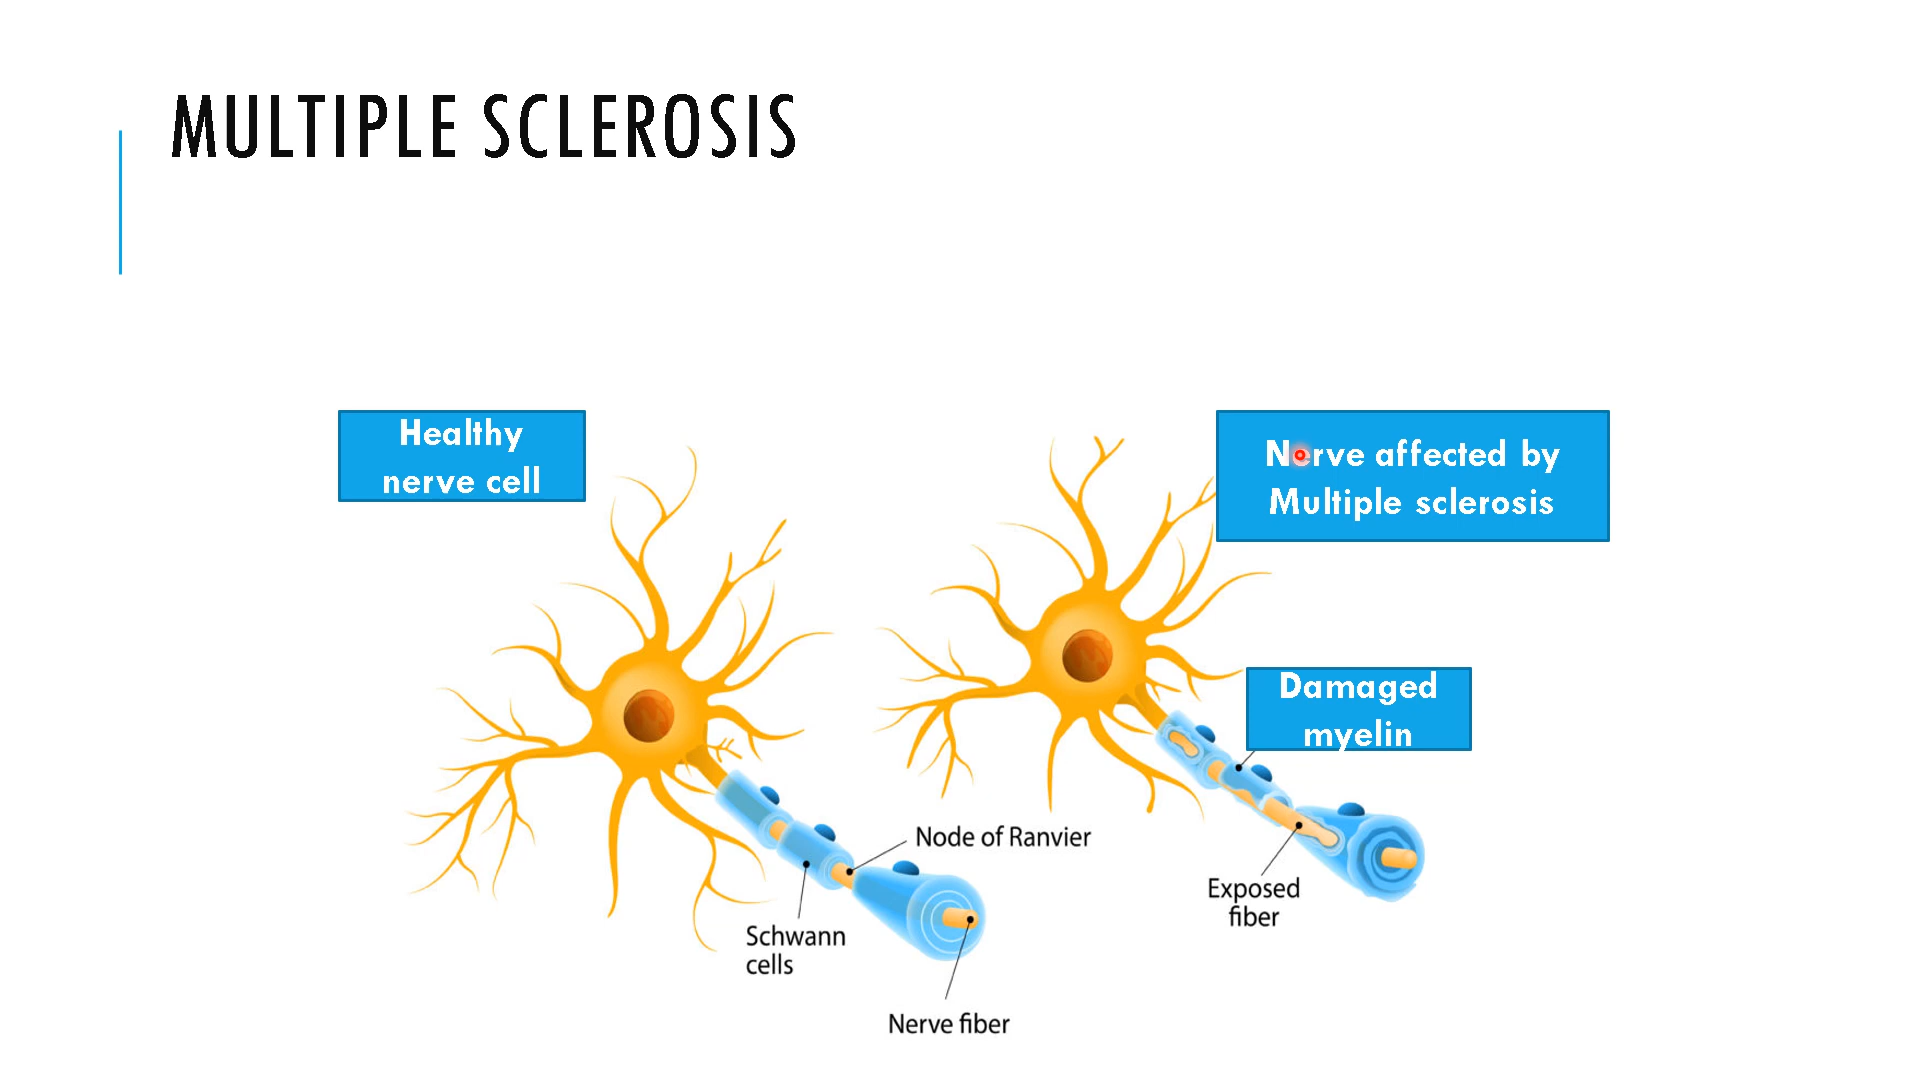 MULTIPLE SCLEROSIS
Healthy
nerve cell
Nerve affected by
Multiple sclerosis
Damaged
myelin
Node of Ranvier
Exposed
fiber
Schwann
cells
Nerve fiber